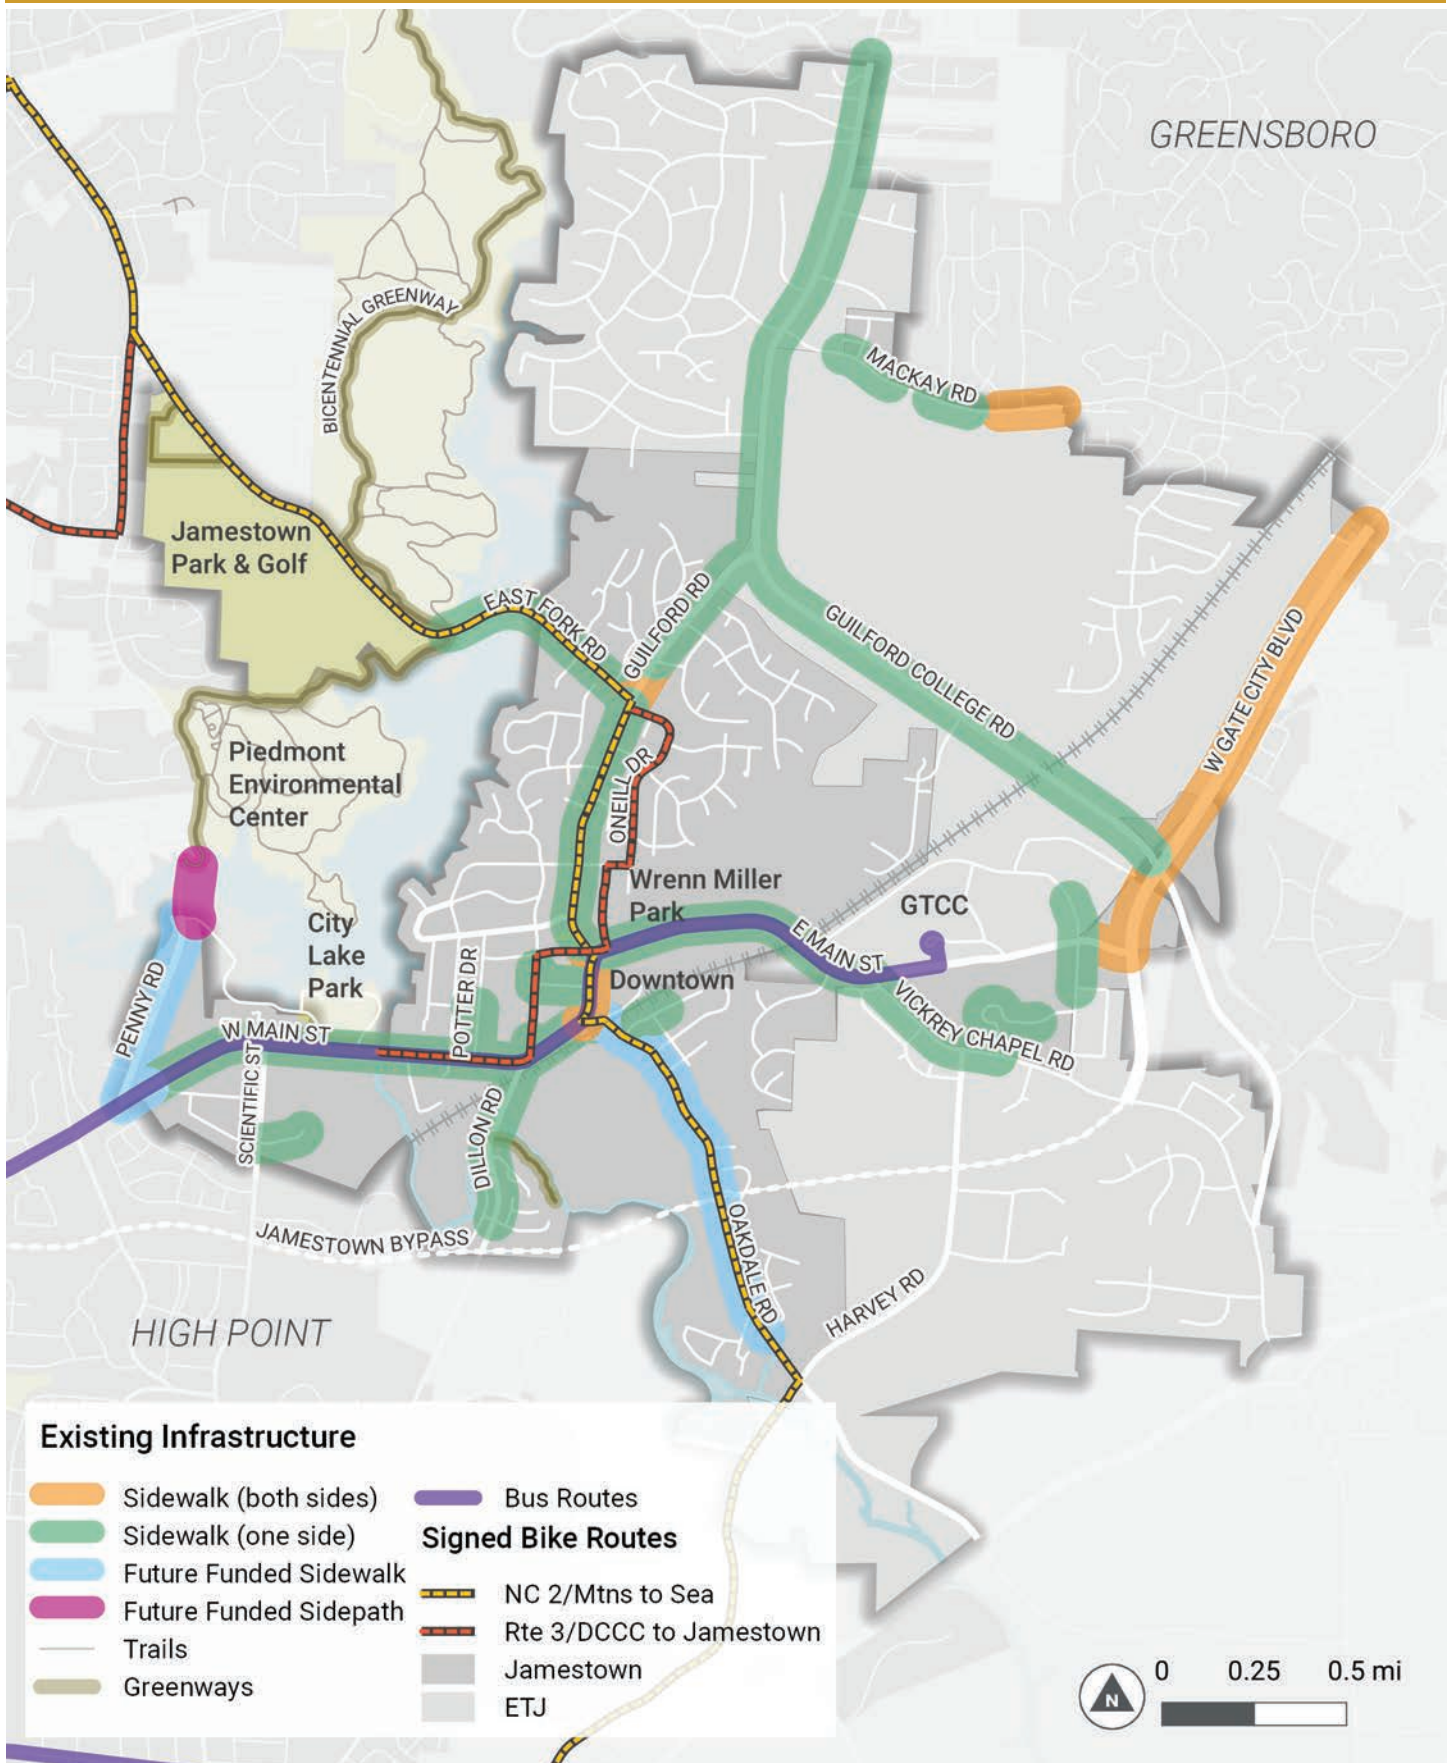 GREENSBORO
BICENTENNIAL GREENWAY
MACKAY RD
Jamestown
Park & Golf
EAST FORK RD
GUILFORD RD
GUILFORD COLLEGE RD
W GATE CITY BLVD
Piedmont
Environmental
Center
ONEILL DR
Wrenn Miller
Park
GTCC
City
Lake
Park
E MAIN ST
Downtown
POTTER DR
PENNY RD
W MAIN ST
VICKREY CHAPEL RD
SCIENTIFIC ST
DILLON RD
JAMESTOWN BYPASS
OAKDALE RD
HARVEY RD
HIGH POINT
Existing Infrastructure
Sidewalk (both sides)
Sidewalk (one side)
Future Funded Sidewalk
Future Funded Sidepath
Trails
Greenways
Bus Routes
Signed Bike Routes
NC 2/Mtns to Sea
Rte 3/DCCC to Jamestown
Jamestown
ETJ
N
0 0.25 0.5 mi